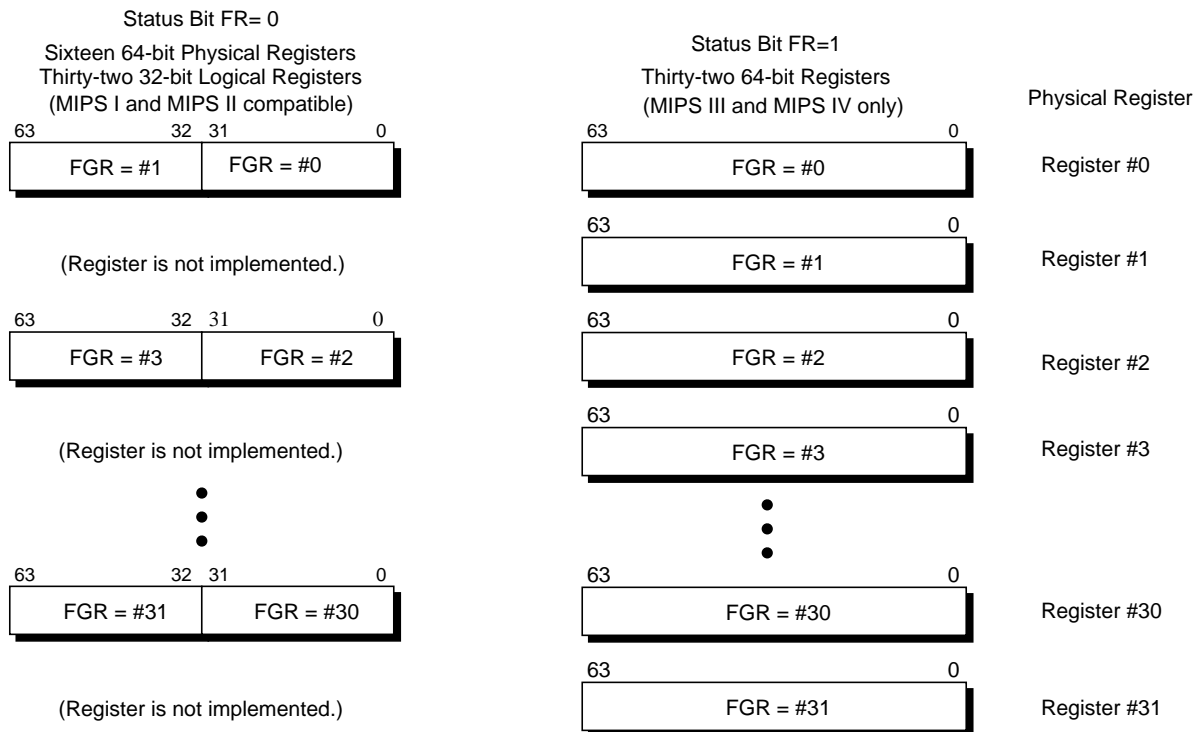 Status Bit FR= 0
Sixteen 64-bit Physical Registers
Thirty-two 32-bit Logical Registers
(MIPS I and MIPS II compatible)
63 32 31 0
FGR = #1 FGR = #0
(Register is not implemented.)
63 32 31 0
FGR = #3 FGR = #2
(Register is not implemented.)
63 32 31 0
FGR = #31 FGR = #30
(Register is not implemented.)
Status Bit FR=1
Thirty-two 64-bit Registers
(MIPS III and MIPS IV only)
63 0
FGR = #0
63 0
FGR = #1
63 0
FGR = #2
63 0
FGR = #3
63 0
FGR = #30
63 0
FGR = #31
Physical Register
Register #0
Register #1
Register #2
Register #3
Register #30
Register #31